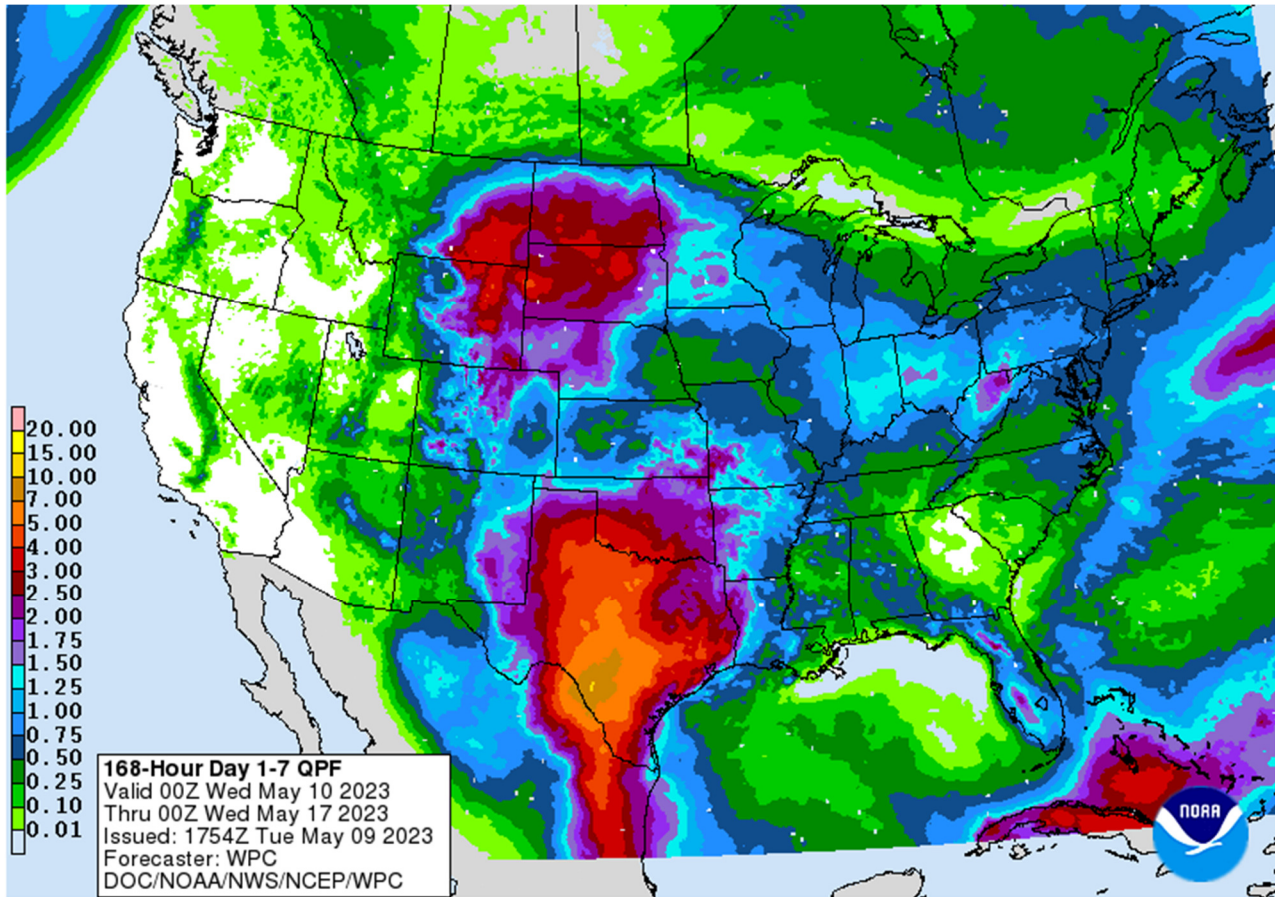 20.00
15.00
10.00
7.00
5.00
4.00
3.00
2.50
2.00
1.75
1.50
1.25
1.00
0.75
0.50
0.25
0.10
0.01
168-Hour Day 1-7 QPF
Valid 00Z Wed May 10 2023
Thru 00Z Wed May 17 2023
Issued: 1754Z Tue May 09 2023
Forecaster: WPC
DOC/NOAA/NWS/NCEP/WPC
NOAA